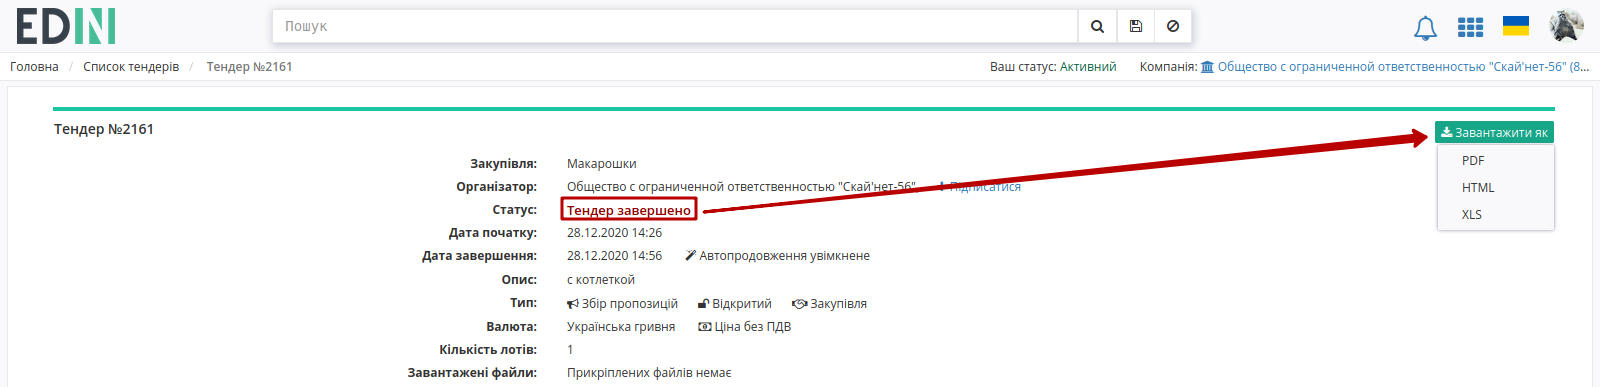 EDIN
Пошук
Головна / Список тендерів / Тендер №2161
Ваш статус: Активний Компанія: Общество с ограниченной ответственностью "Скай'нет-56" (8...
Тендер №2161
Завантажити як
PDF
HTML
XLS
Закупівля: Макарошки
Організатор: Общество с ограниченной ответственностью "Скай'нет-56", Підписатися
Статус: Тендер завершено
Дата початку: 28.12.2020 14:26
Дата завершення: 28.12.2020 14:56 Автопродовження увімкнене
Опис: с котлеткой
Тип: Збір пропозицій Відкритий Закупівля
Валюта: Українська гривня Ціна без ПДВ
Кількість лотів: 1
Завантажені файли: Прикріплених файлів немає